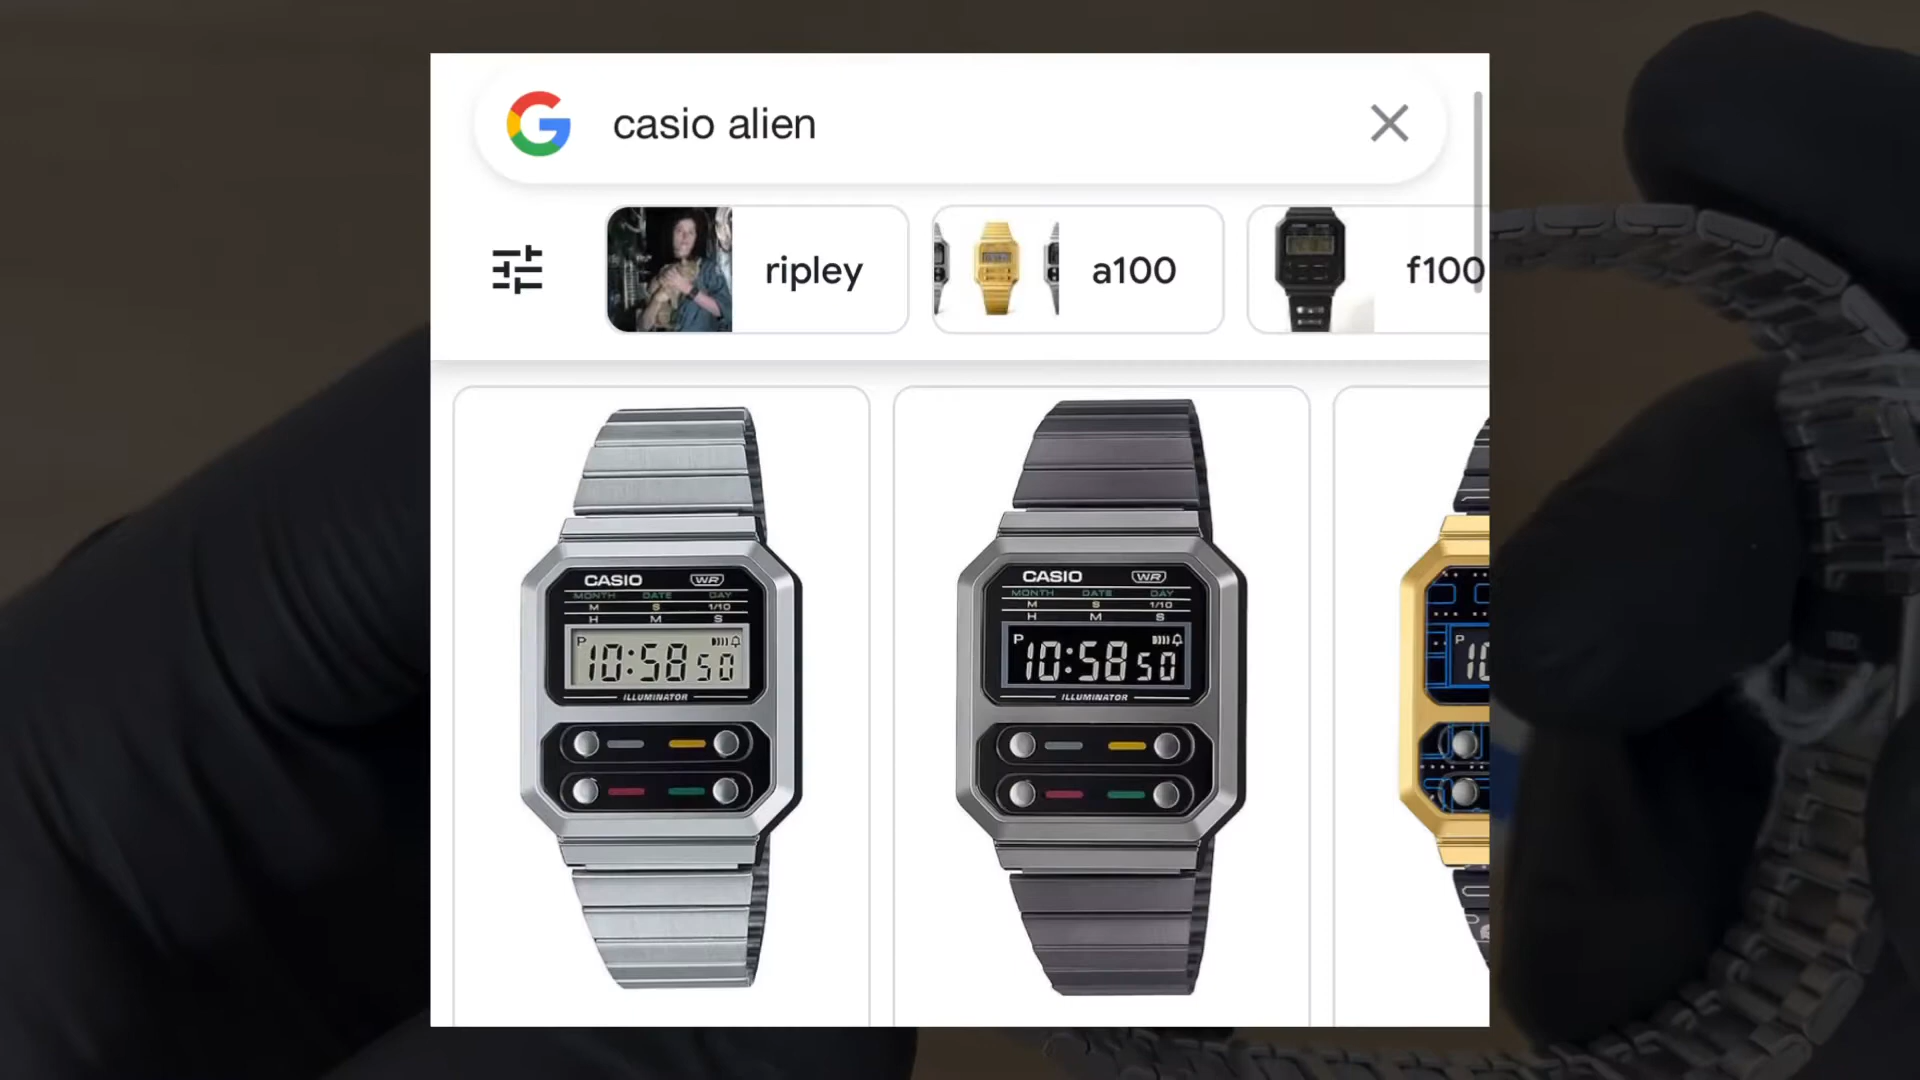 casio alien
ripley
a100
f100
CASIO WR
MONTH DATE DAY
M S 1/10
H M S
P
10:58 50
ILLUMINATOR
CASIO WR
MONTH DATE DAY
M S 1/10
H M S
P
10:58 50
ILLUMINATOR
P
10